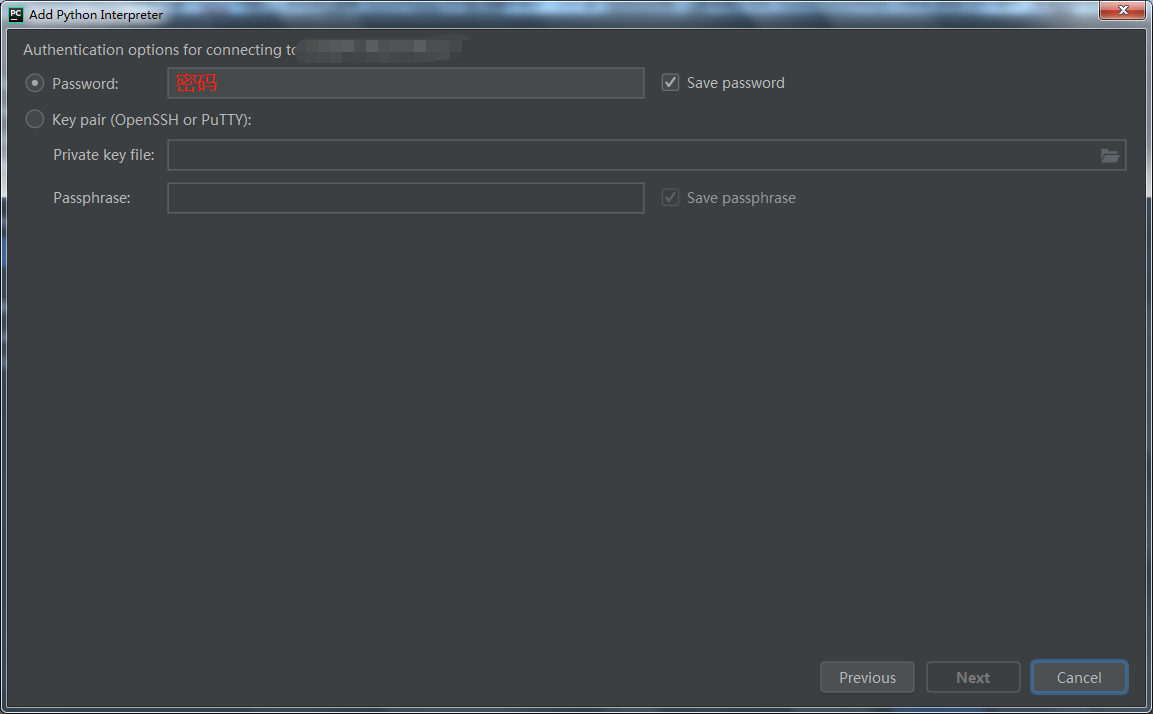 PC Add Python Interpreter
Authentication options for connecting to
Password: 密码 Save password
Key pair (OpenSSH or PuTTY):
Private key file:
Passphrase: Save passphrase
Previous Next Cancel